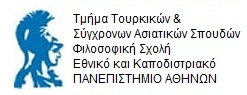 Τμήμα Τουρκικών &
Σύγχρονων Ασιατικών Σπουδών
Φιλοσοφική Σχολή
Εθνικό και Καποδιστριακό
ΠΑΝΕΠΙΣΤΗΜΙΟ ΑΘΗΝΩΝ